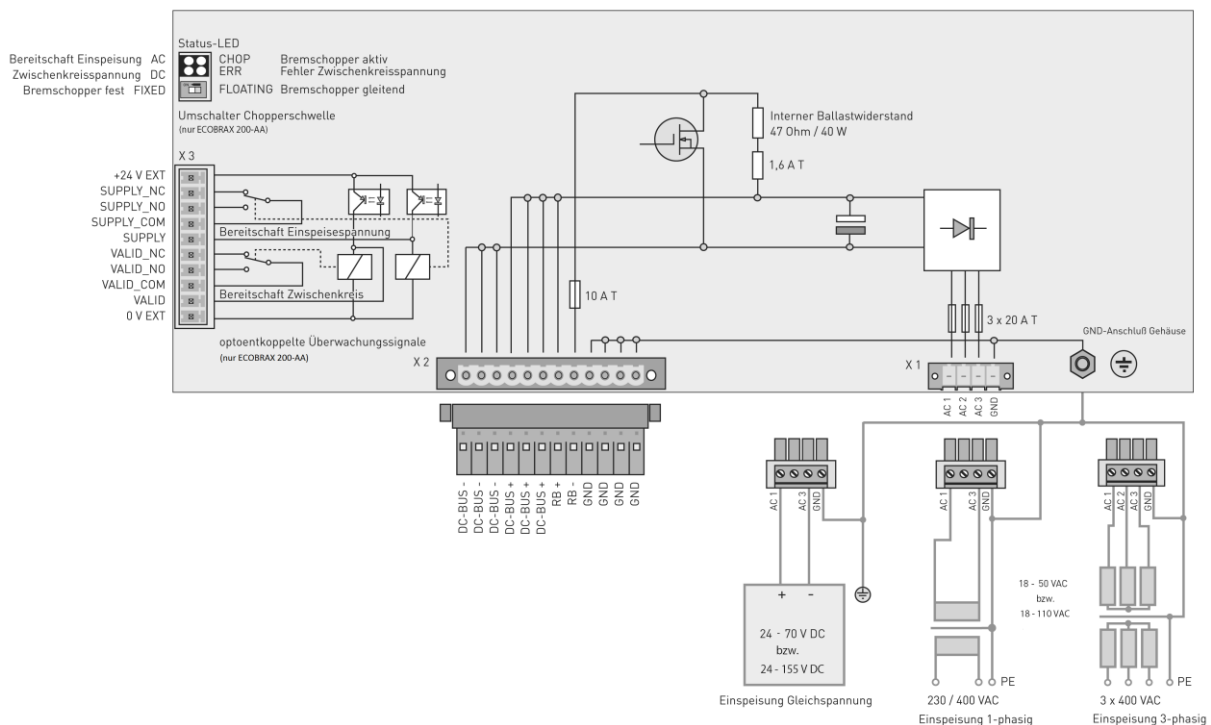 Status-LED
Bereitschaft Einspeisung AC
CHOP Bremschopper aktiv
Zwischenkreisspannung DC
ERR Fehler Zwischenkreisspannung
Bremschopper fest FIXED
FLOATING Bremschopper gleitend
Umschalter Chopperschwelle
(nur ECOBRAX 200-AA)
Interner Ballastwiderstand
47 Ohm / 40 W
1,6 A T
X 3
+24 V EXT
SUPPLY_NC
SUPPLY_NO
SUPPLY_COM
SUPPLY
VALID_NC
VALID_NO
VALID_COM
VALID
0 V EXT
Bereitschaft Einspeisespannung
Bereitschaft Zwischenkreis
optoentkoppelte Überwachungssignale
(nur ECOBRAX 200-AA)
10 A T
3 x 20 A T
GND-Anschluß Gehäuse
X 2
X 1
AC 1
AC 2
AC 3
GND
DC-BUS -
DC-BUS -
DC-BUS -
DC-BUS +
DC-BUS +
DC-BUS +
RB +
RB -
GND
GND
GND
GND
AC 1
AC 3
GND
AC 1
AC 3
GND
AC 1
AC 2
AC 3
GND
+ -
24 - 70 V DC
bzw.
24 - 155 V DC
18 - 50 VAC
bzw.
18 - 110 VAC
PE
PE
Einspeisung Gleichspannung
230 / 400 VAC
Einspeisung 1-phasig
3 x 400 VAC
Einspeisung 3-phasig